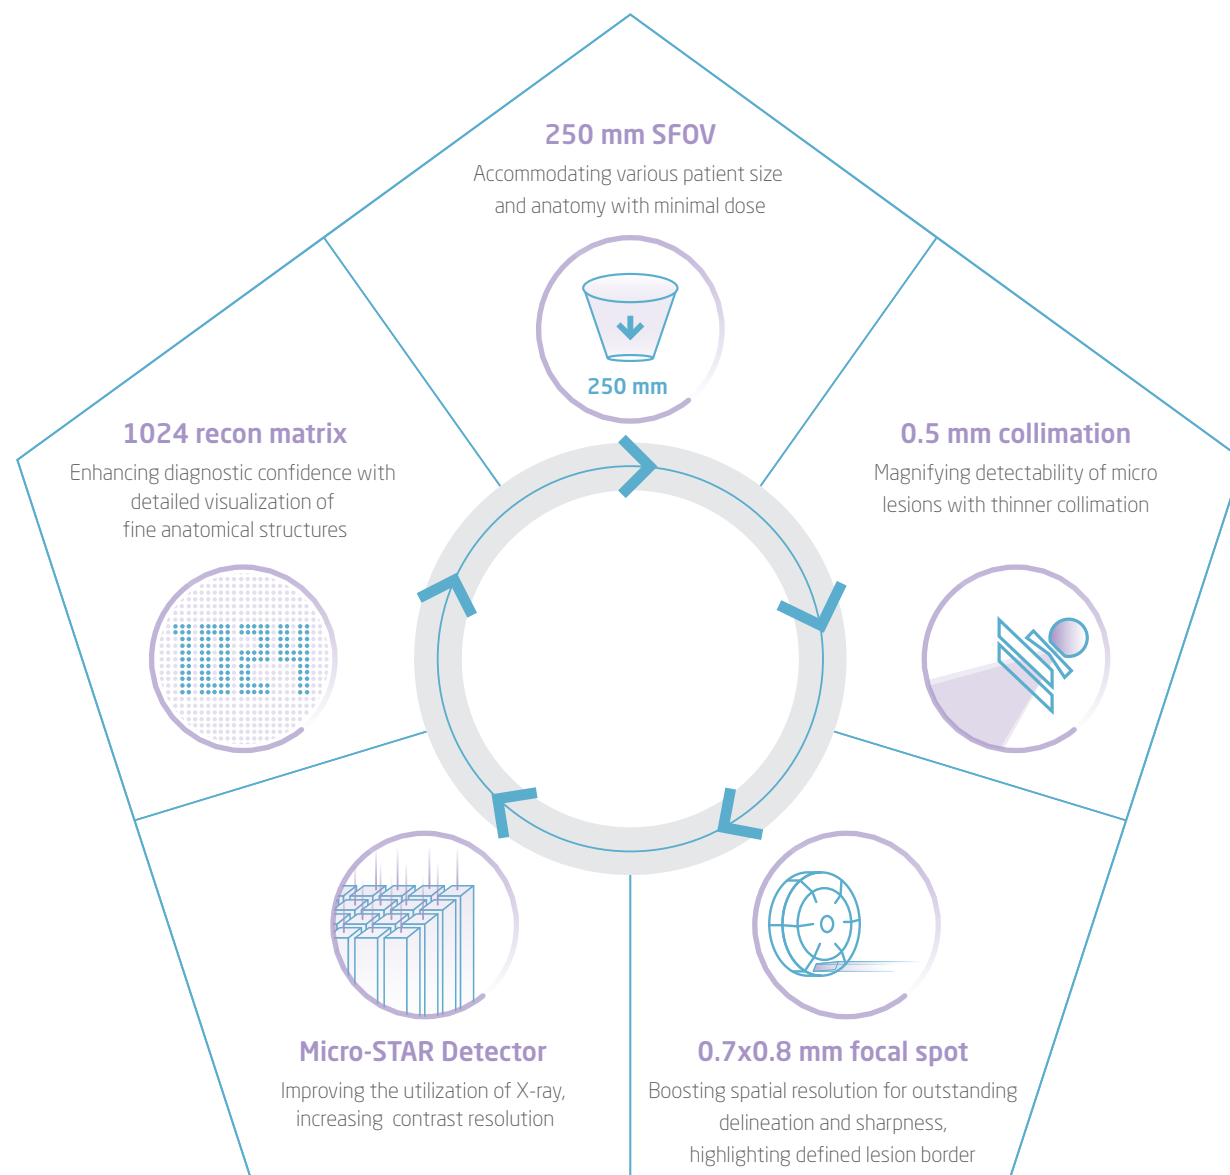 250 mm SFOV
Accommodating various patient size
and anatomy with minimal dose
250 mm
1024 recon matrix
Enhancing diagnostic confidence with
detailed visualization of
fine anatomical structures
1024
0.5 mm collimation
Magnifying detectability of micro
lesions with thinner collimation
Micro-STAR Detector
Improving the utilization of X-ray,
increasing contrast resolution
0.7x0.8 mm focal spot
Boosting spatial resolution for outstanding
delineation and sharpness,
highlighting defined lesion border